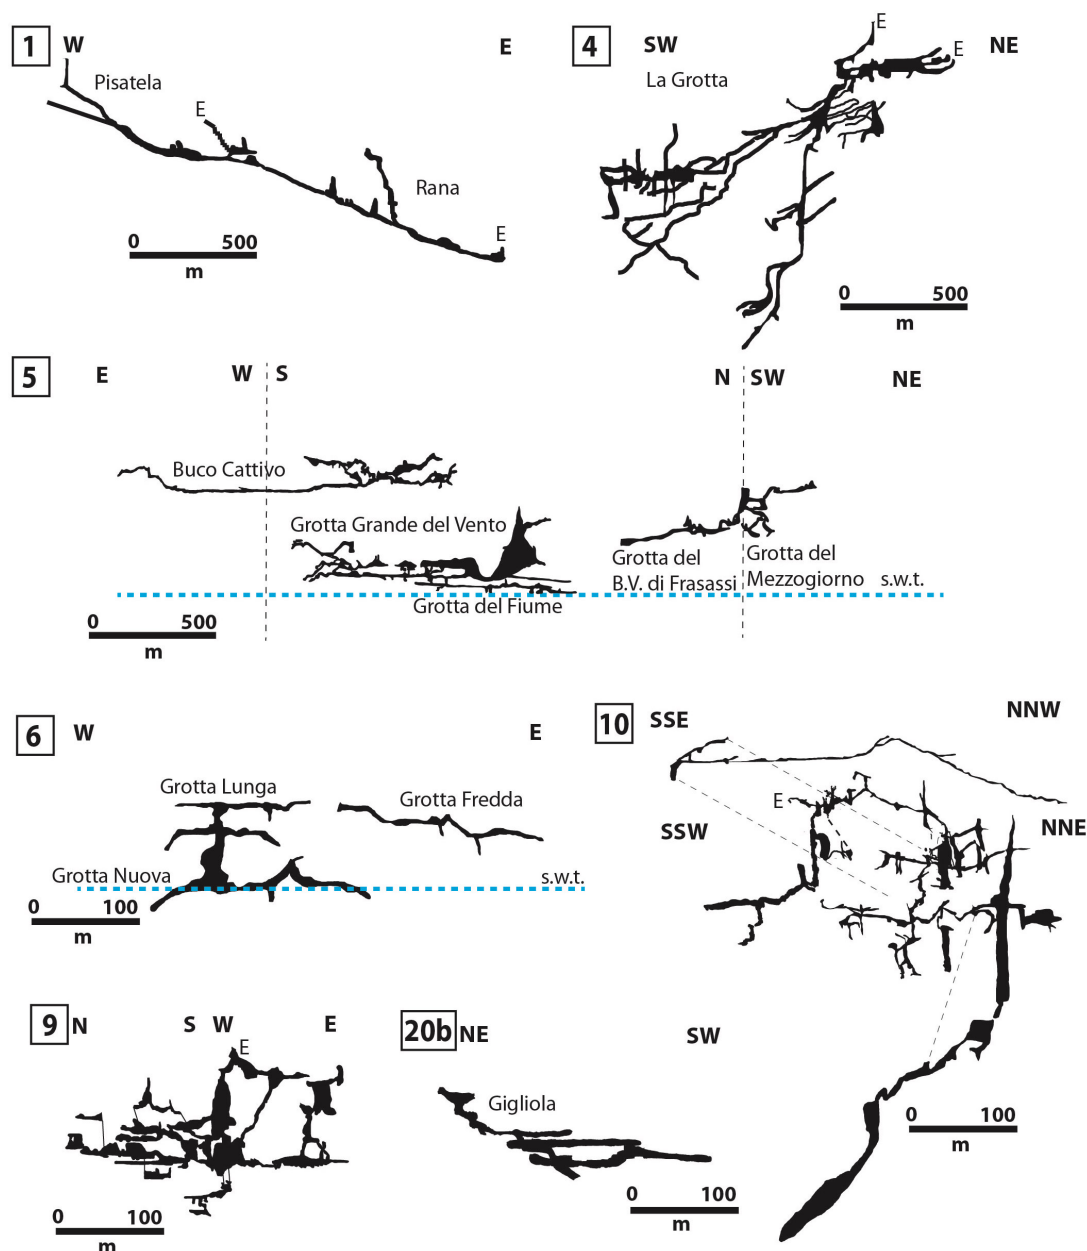 1 W E
Pisatela
E
Rana
E
0 500
m
4 SW NE
E
E
La Grotta
0 500
m
5 E W S N SW NE
Buco Cattivo
Grotta Grande del Vento
Grotta del Fiume
Grotta del
B.V. di Frasassi
Grotta del
Mezzogiorno s.w.t.
0 500
m
6 W E
Grotta Lunga
Grotta Fredda
Grotta Nuova
s.w.t.
0 100
m
10 SSE NNW
E
SSW NNE
0 100
m
9 N S W E
E
0 100
m
20b NE SW
Gigliola
0 100
m